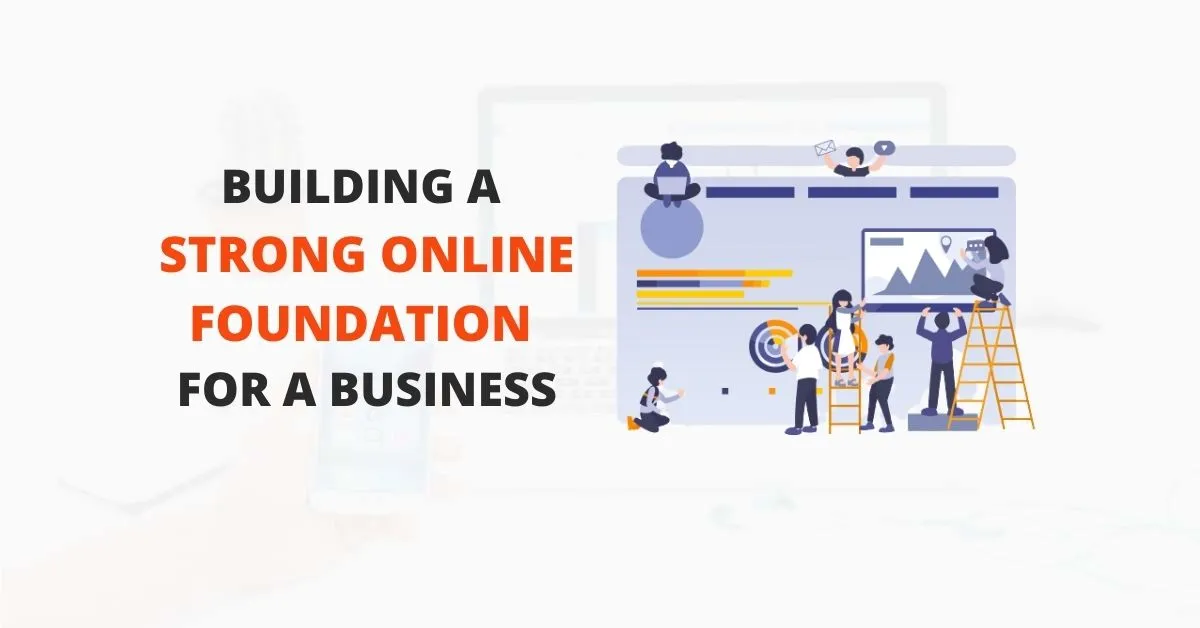 BUILDING A
STRONG ONLINE
FOUNDATION
FOR A BUSINESS